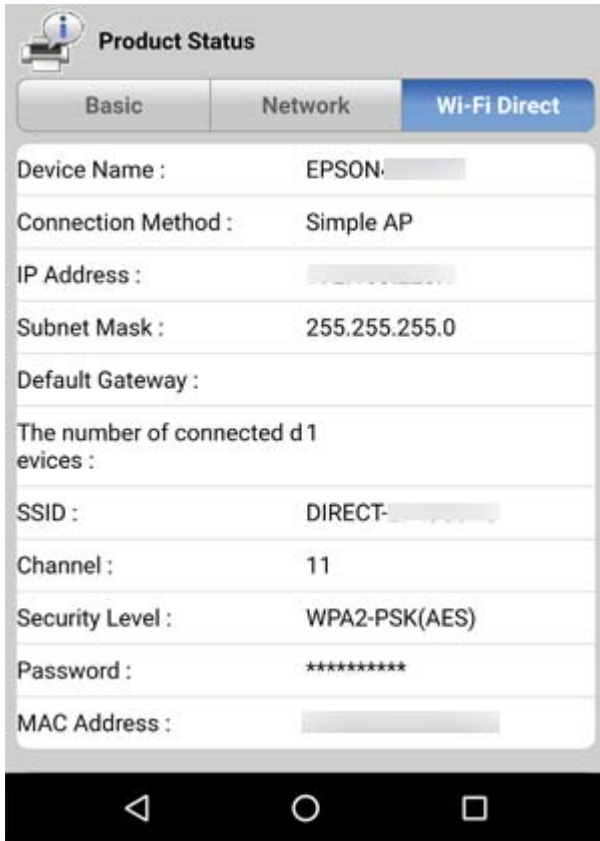 Product Status
Basic Network Wi-Fi Direct
Device Name : EPSON
Connection Method : Simple AP
IP Address :
Subnet Mask : 255.255.255.0
Default Gateway :
The number of connected d 1
evices :
SSID : DIRECT-
Channel : 11
Security Level : WPA2-PSK(AES)
Password : **********
MAC Address :